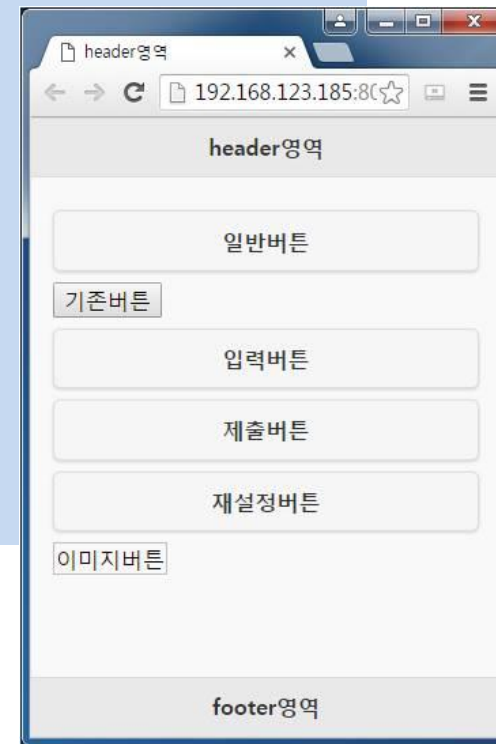 header영역
192.168.123.185:80
header영역
일반버튼
기존버튼
입력버튼
제출버튼
재설정버튼
이미지버튼
footer영역